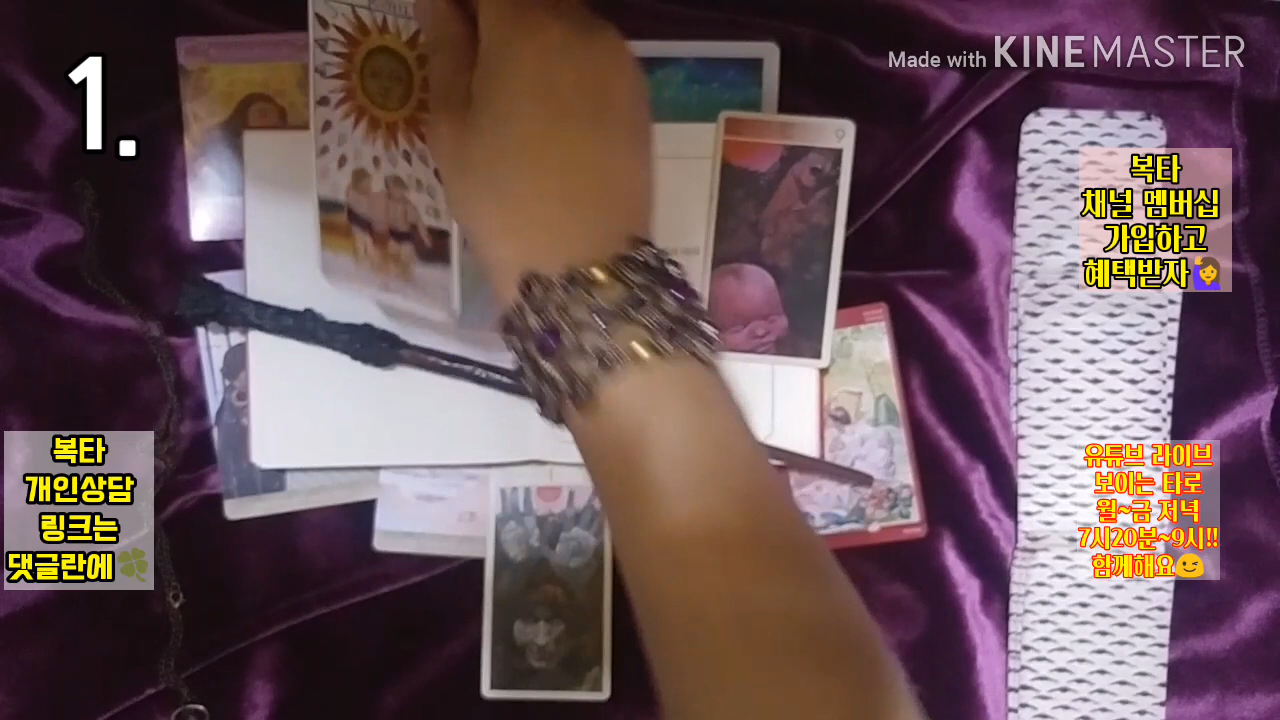 1.
Made with KINEMASTER
복타
채널 멤버십
가입하고
혜택받자🙋‍♀️
복타
개인상담
링크는
댓글란에🍀
유튜브 라이브
보이는 타로
월~금 저녁
7시20분~9시!!
함께해요😉